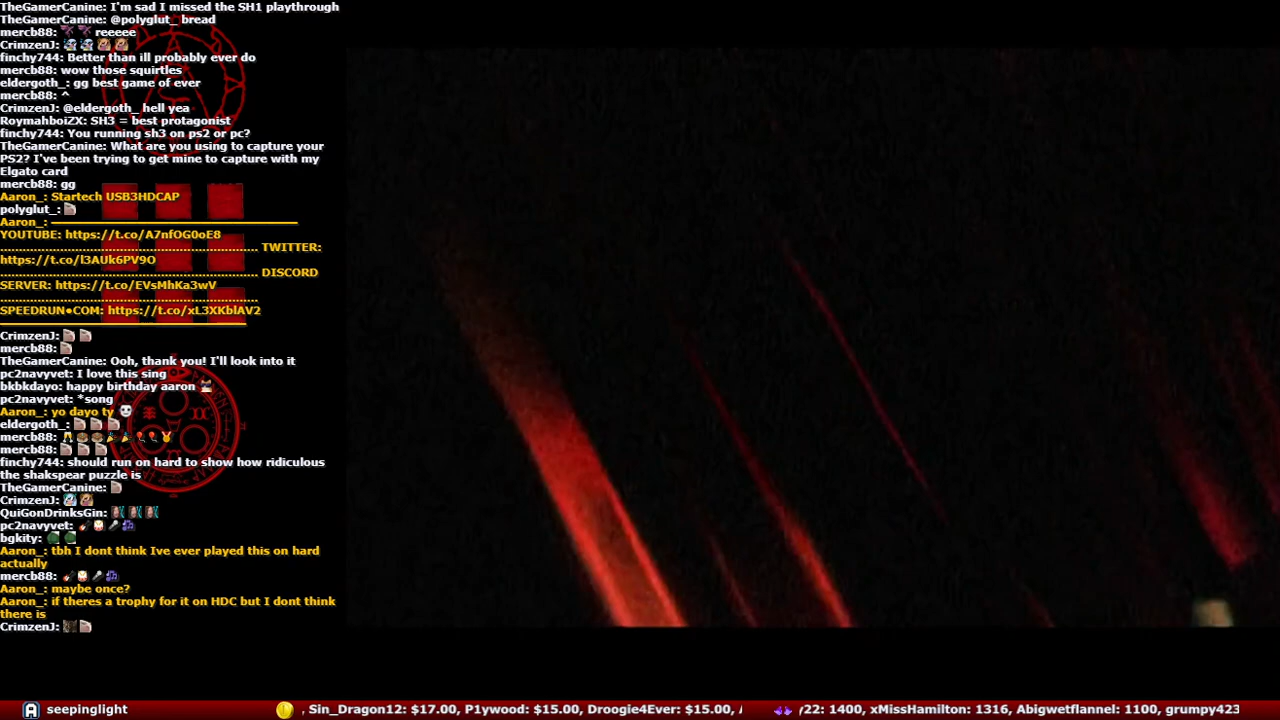 TheGamerCanine: I'm sad I missed the SH1 playthrough
TheGamerCanine: @polyglut_ bread
mercb88: reeeee
CrimzenJ:
finchy744: Better than ill probably ever do
mercb88: wow those squirtles
eldergoth_: gg best game of ever
mercb88: ^
CrimzenJ: @eldergoth_ hell yea
RoymahboiZX: SH3 = best protagonist
finchy744: You running sh3 on ps2 or pc?
TheGamerCanine: What are you using to capture your
PS2? I've been trying to get mine to capture with my
Elgato card
mercb88: gg
Aaron_: Startech USB3HDCAP
polyglut_:
Aaron_:
YOUTUBE: https://t.co/A7nfOG0oE8
TWITTER:
https://t.co/l3AUk6PV9O
DISCORD
SERVER: https://t.co/EVsMhKa3wV
SPEEDRUN●COM: https://t.co/xL3XKblAV2
CrimzenJ:
mercb88:
TheGamerCanine: Ooh, thank you! I'll look into it
pc2navyvet: I love this sing
bkbkdayo: happy birthday aaron
pc2navyvet: *song
Aaron_: yo dayo ty
eldergoth_:
mercb88:
mercb88:
finchy744: should run on hard to show how ridiculous
the shakspear puzzle is
TheGamerCanine:
CrimzenJ:
QuiGonDrinksGin:
pc2navyvet:
bgkity:
Aaron_: tbh I dont think Ive ever played this on hard
actually
mercb88:
Aaron_: maybe once?
Aaron_: if theres a trophy for it on HDC but I dont think
there is
CrimzenJ:
seepinglight , Sin_Dragon12: $17.00, P1ywood: $15.00, Droogie4Ever: $15.00, 22: 1400, xMissHamilton: 1316, Abigwetflannel: 1100, grumpy423